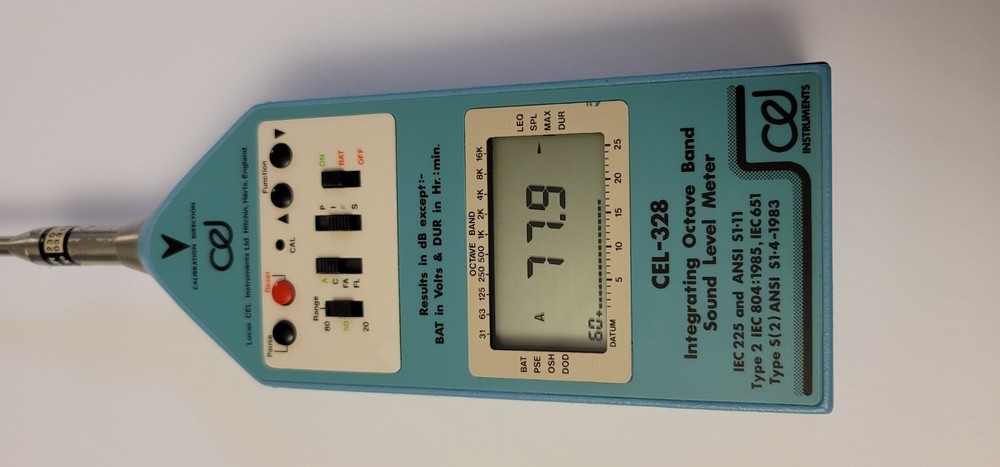 CALIBRATION DIRECTION
cel
Lucas CEL Instruments Ltd. Hitchin, Herts, England.
Pause
Reset
CAL
Function
Range
80
50
20
A
C
FA
FL
P
I
F
S
ON
BAT
OFF
Results in dB except:-
BAT in Volts & DUR in Hr:min.
OCTAVE BAND
31 63 125 250 500 1K 2K 4K 8K 16K
BAT
PSE
OSH
DOD
LEQ
SPL
MAX
DUR
A 77.9
60+
DATUM 5 10 15 20 25
CEL-328
Integrating Octave Band
Sound Level Meter
IEC 225 and ANSI S1·11
Type 2 IEC 804:1985, IEC 651
Type S(2) ANSI S1·4-1983
cel
INSTRUMENTS